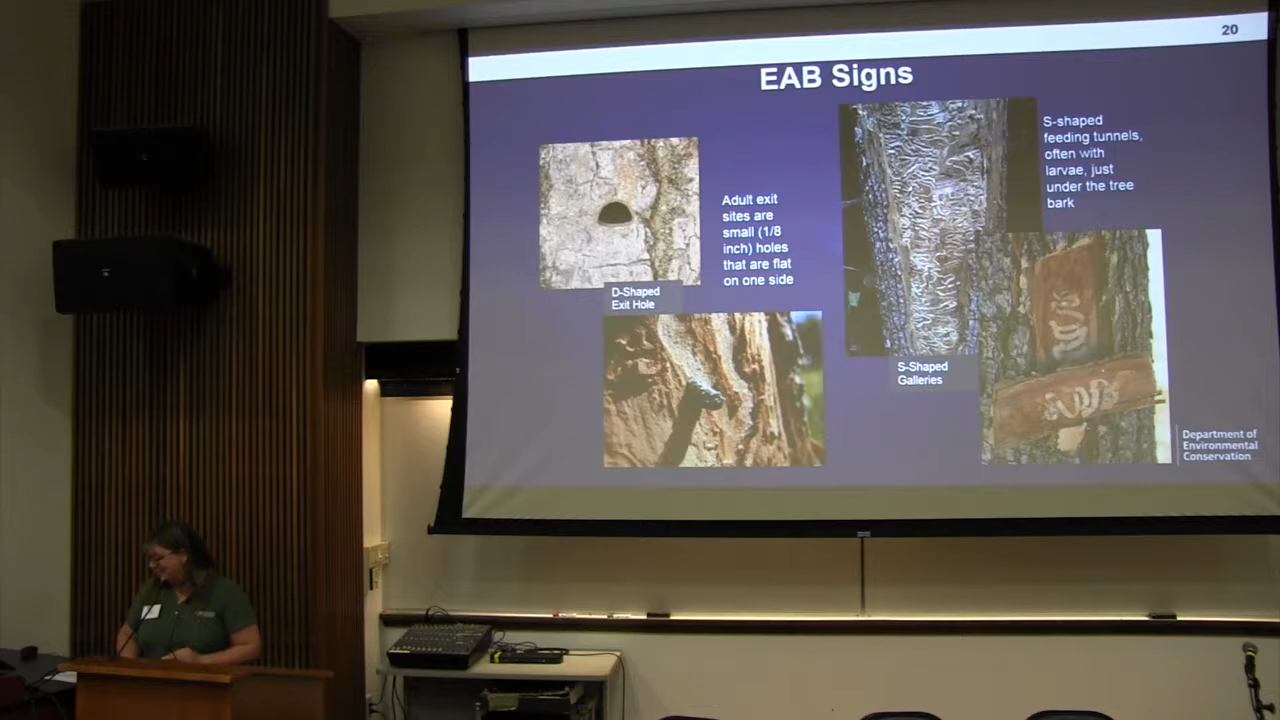 20
EAB Signs
Adult exit
sites are
small (1/8
inch) holes
that are flat
on one side
D-Shaped
Exit Hole
S-shaped
feeding tunnels,
often with
larvae, just
under the tree
bark
S-Shaped
Galleries
Department of
Environmental
Conservation